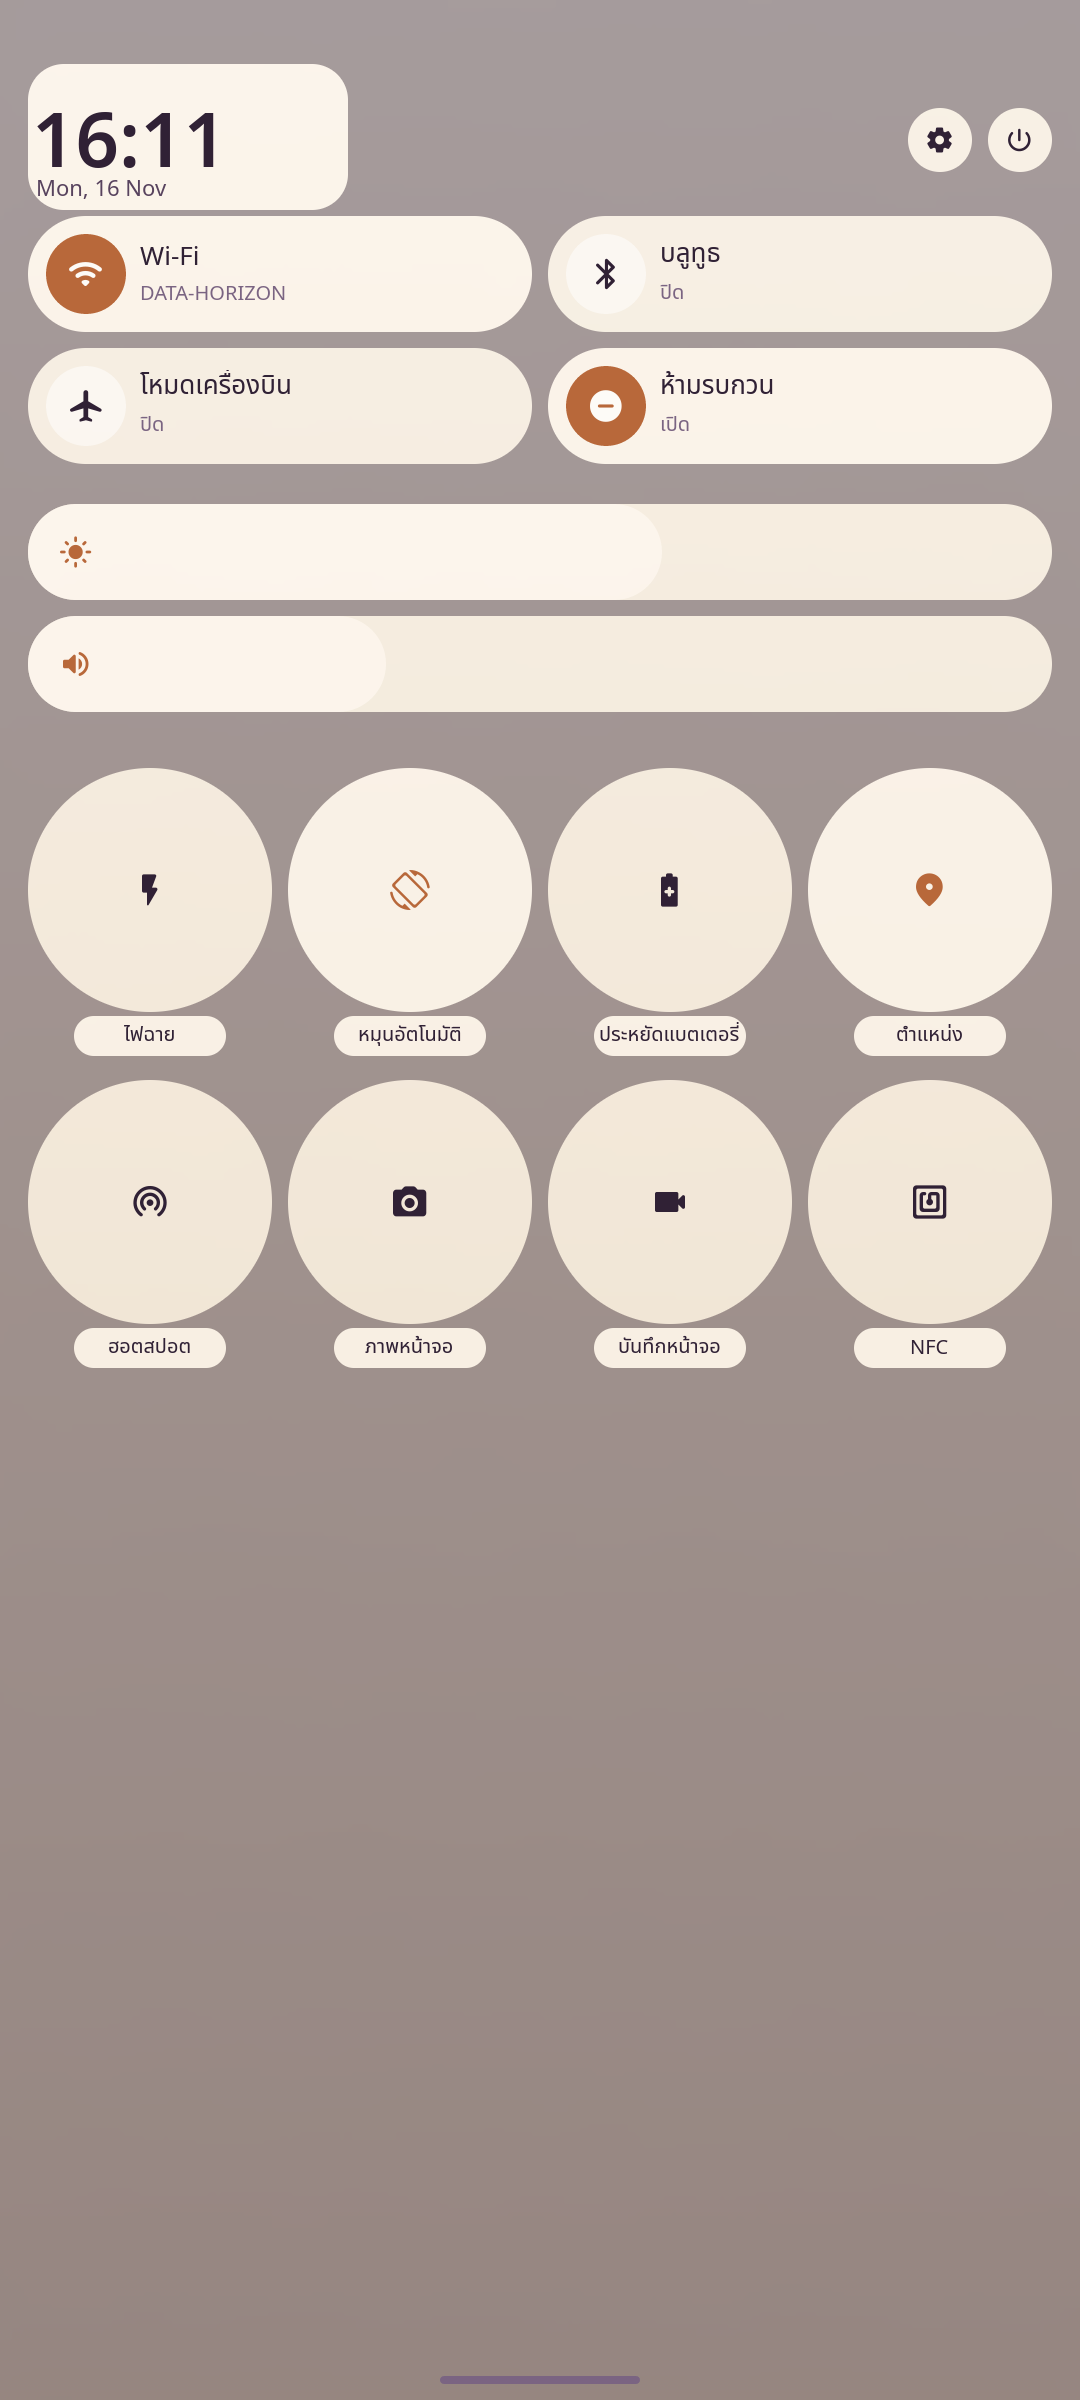 16:11
Mon, 16 Nov
Wi-Fi
DATA-HORIZON
บลูทูธ
ปิด
โหมดเครื่องบิน
ปิด
ห้ามรบกวน
เปิด
ไฟฉาย
หมุนอัตโนมัติ
ประหยัดแบตเตอรี่
ตำแหน่ง
ฮอตสปอต
ภาพหน้าจอ
บันทึกหน้าจอ
NFC